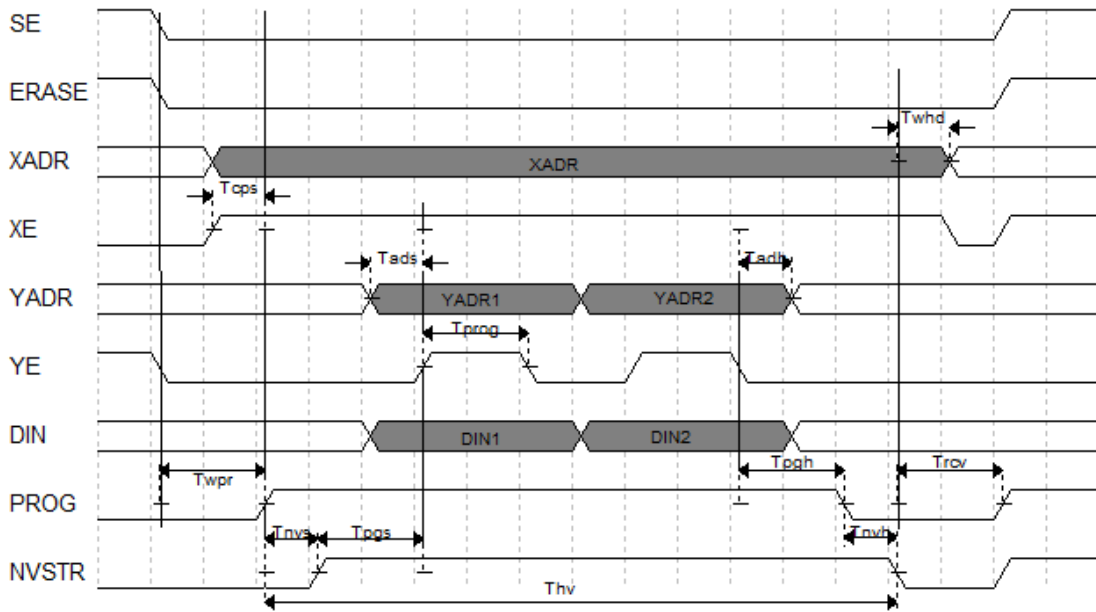 SE
ERASE
Twhd
XADR
XADR
Tcps
XE
Tads
Tadh
YADR
YADR1
YADR2
Tprog
YE
DIN
DIN1
DIN2
Twpr
Tpgh
Trcv
PROG
Tnvs
Tpgs
Tnvh
NVSTR
Thv